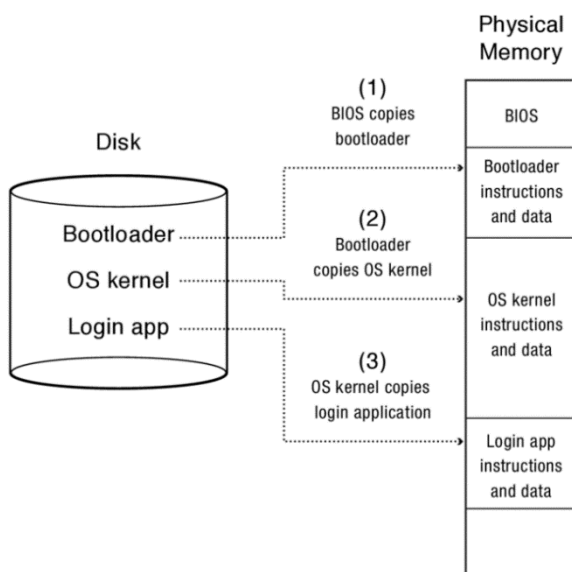 Physical
Memory
(1)
BIOS copies
bootloader
BIOS
Disk
Bootloader
instructions
and data
Bootloader
(2)
Bootloader
copies OS kernel
OS kernel
OS kernel
instructions
and data
Login app
(3)
OS kernel copies
login application
Login app
instructions
and data